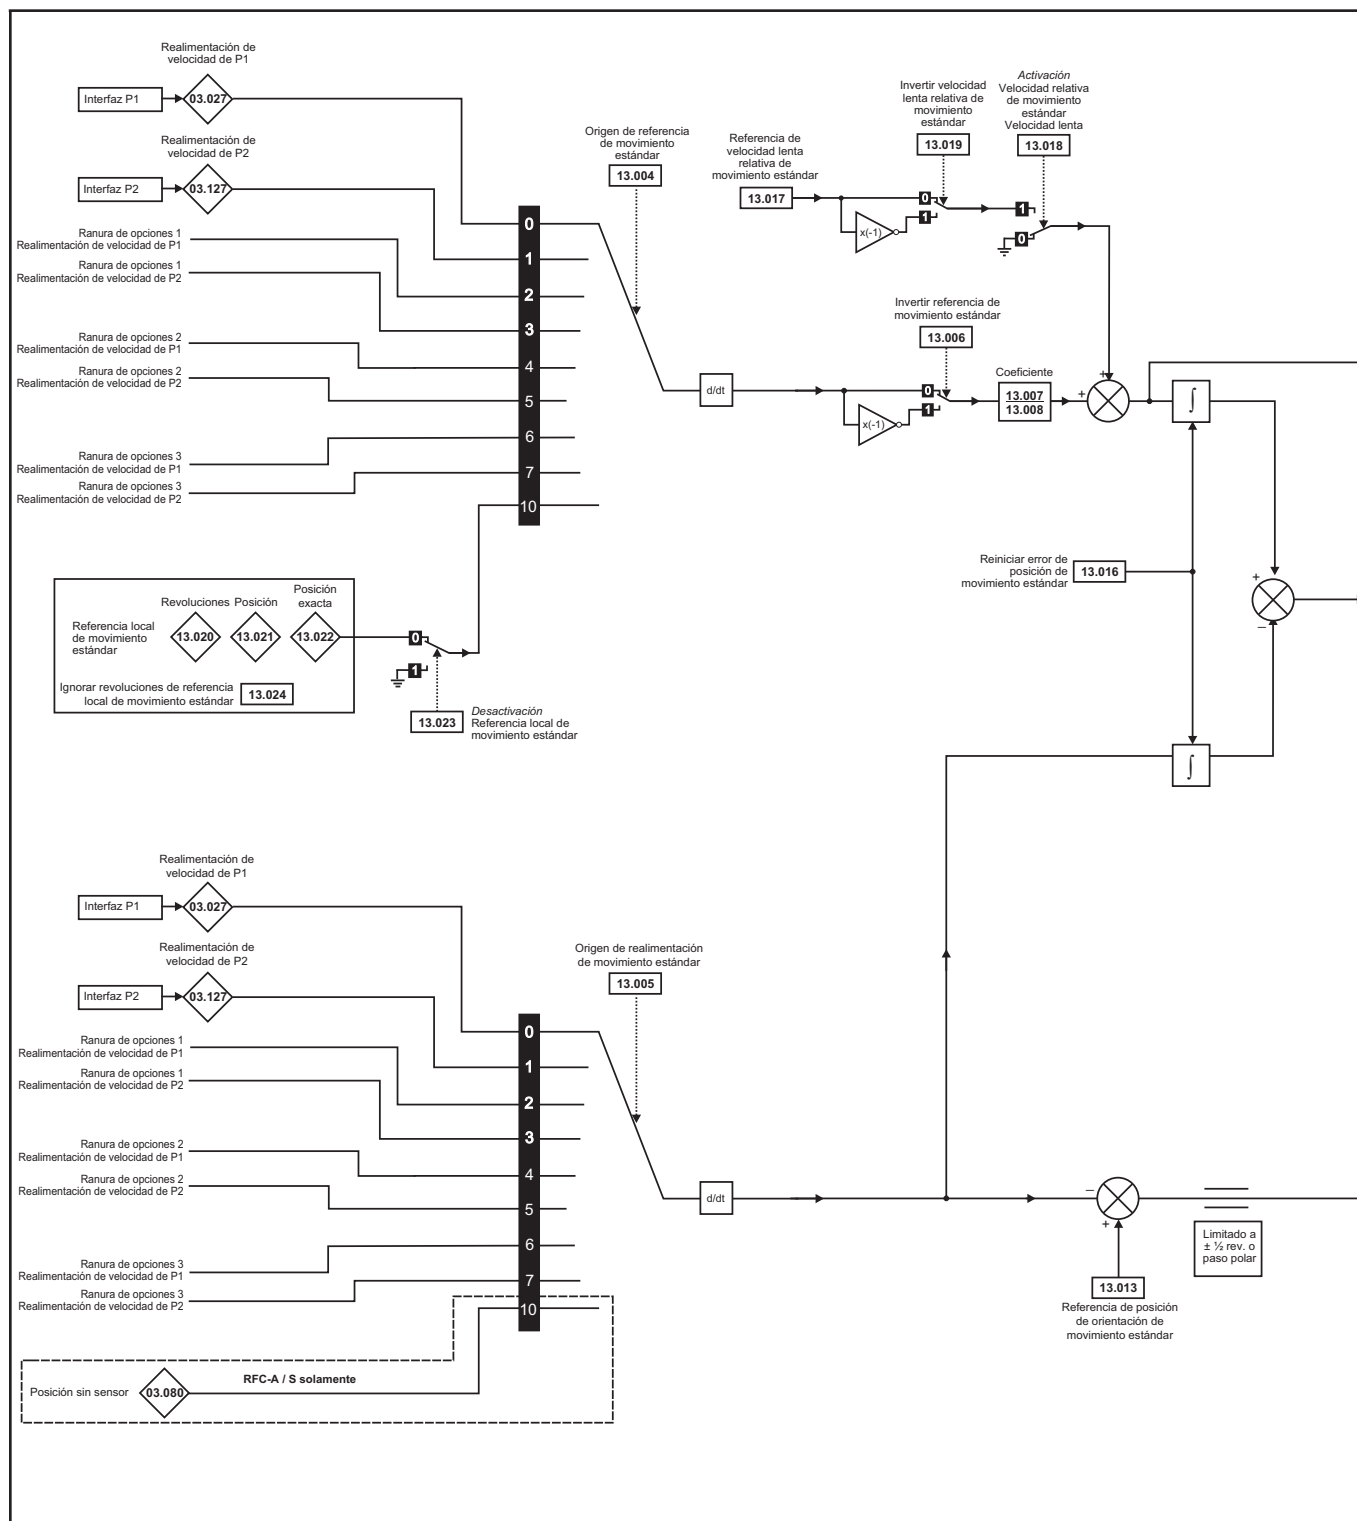 Realimentación de
velocidad de P1
Interfaz P1
03.027
Realimentación de
velocidad de P2
Interfaz P2
03.127
Ranura de opciones 1
Realimentación de velocidad de P1
Ranura de opciones 1
Realimentación de velocidad de P2
Ranura de opciones 2
Realimentación de velocidad de P1
Ranura de opciones 2
Realimentación de velocidad de P2
Ranura de opciones 3
Realimentación de velocidad de P1
Ranura de opciones 3
Realimentación de velocidad de P2
0
1
2
3
4
5
6
7
10
Origen de referencia
de movimiento
estándar
13.004
Referencia de
velocidad lenta
relativa de
movimiento estándar
13.017
x(-1)
Invertir velocidad
lenta relativa de
movimiento
estándar
13.019
0
1
Activación
Velocidad relativa
de movimiento
estándar
Velocidad lenta
13.018
1
0
d/dt
x(-1)
Invertir referencia de
movimiento estándar
13.006
0
1
Coeficiente
13.007
13.008
+
+
∫
Reiniciar error de
posición de
movimiento estándar
13.016
+
−
∫
Revoluciones
Posición
Posición
exacta
Referencia local
de movimiento
estándar
13.020
13.021
13.022
Ignorar revoluciones de referencia
local de movimiento estándar
13.024
0
1
13.023
Desactivación
Referencia local de
movimiento estándar
Realimentación de
velocidad de P1
Interfaz P1
03.027
Realimentación de
velocidad de P2
Interfaz P2
03.127
Ranura de opciones 1
Realimentación de velocidad de P1
Ranura de opciones 1
Realimentación de velocidad de P2
Ranura de opciones 2
Realimentación de velocidad de P1
Ranura de opciones 2
Realimentación de velocidad de P2
Ranura de opciones 3
Realimentación de velocidad de P1
Ranura de opciones 3
Realimentación de velocidad de P2
0
1
2
3
4
5
6
7
10
Origen de realimentación
de movimiento estándar
13.005
d/dt
−
+
13.013
Referencia de posición
de orientación de
movimiento estándar
Limitado a
± ½ rev. o
paso polar
Posición sin sensor
03.080
RFC-A / S solamente